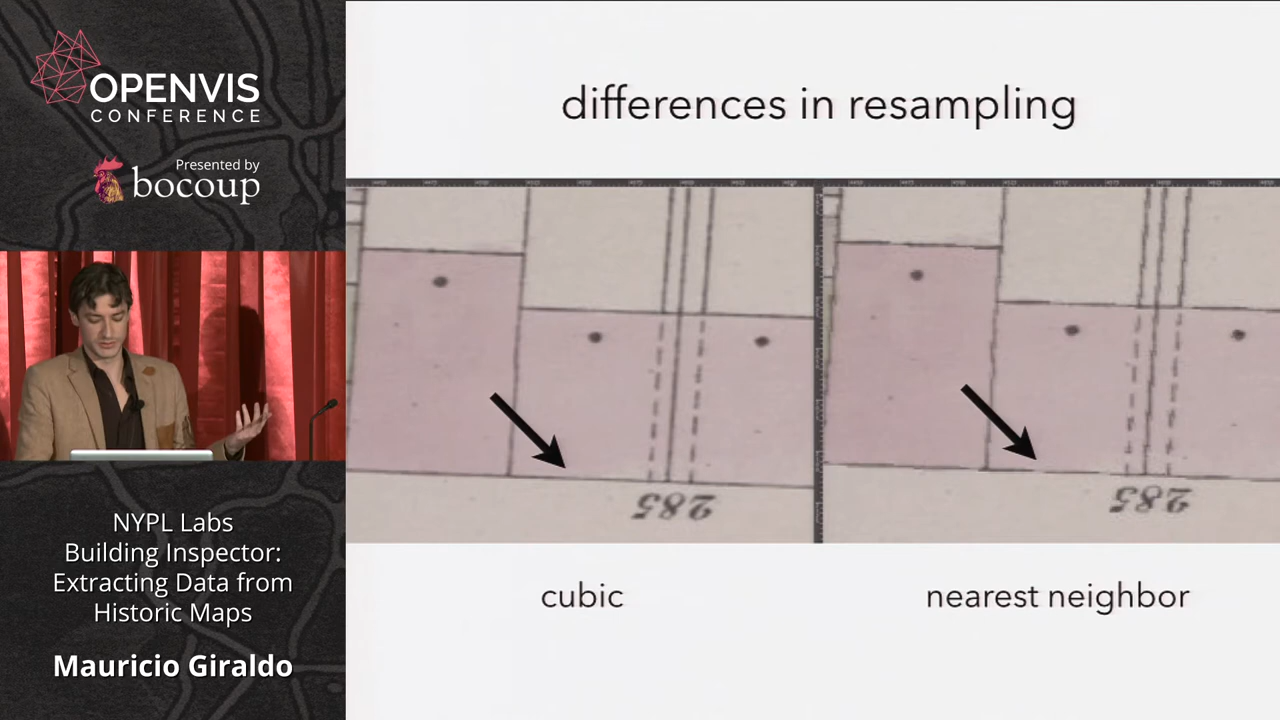 OPENVIS
CONFERENCE
Presented by
bocoup
NYPL Labs
Building Inspector:
Extracting Data from
Historic Maps
Mauricio Giraldo
differences in resampling
285
285
cubic
nearest neighbor